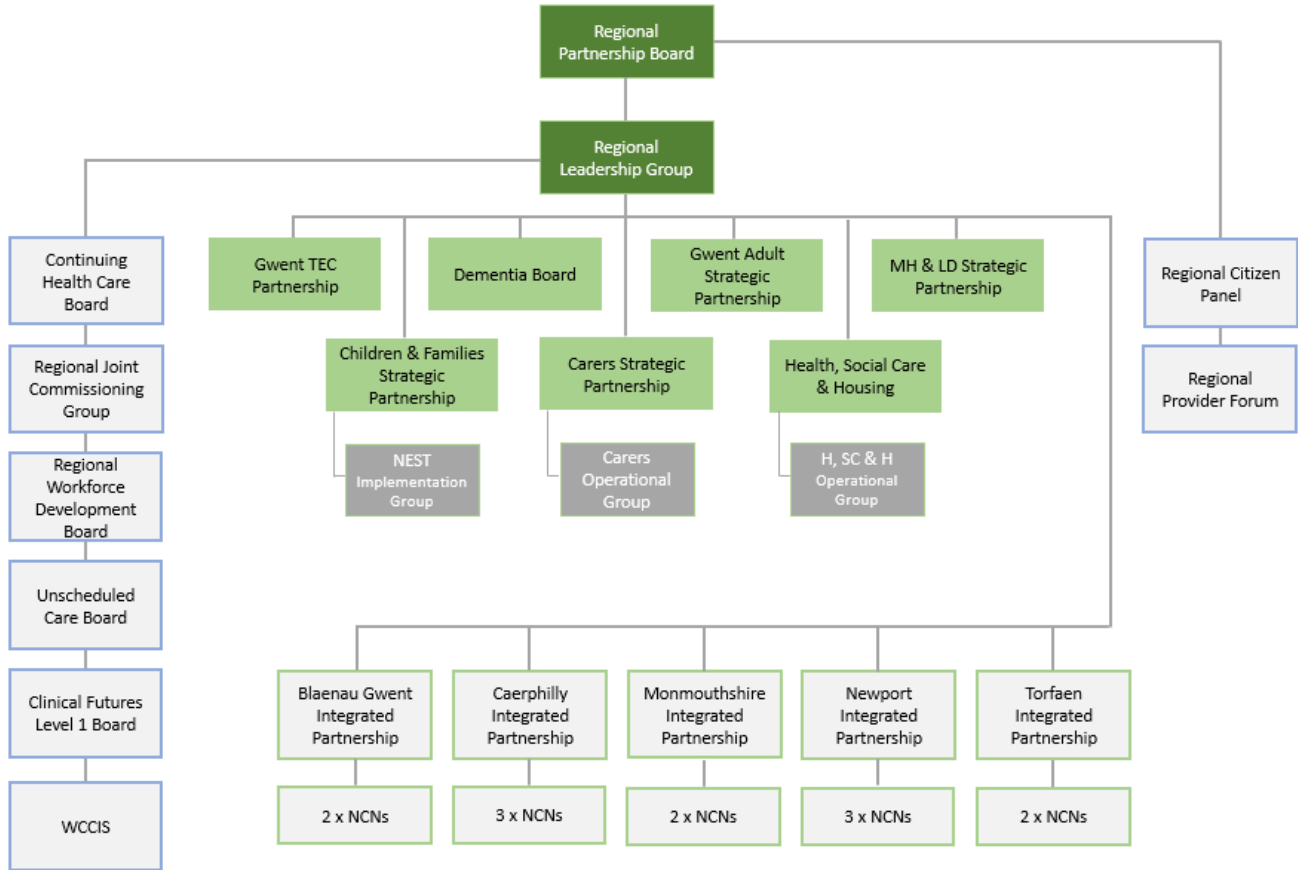 Regional
Partnership Board
Regional
Leadership Group
Continuing
Health Care
Board
Regional Joint
Commissioning
Group
Regional
Workforce
Development
Board
Unscheduled
Care Board
Clinical Futures
Level 1 Board
WCCIS
Gwent TEC
Partnership
Dementia Board
Gwent Adult
Strategic
Partnership
MH & LD Strategic
Partnership
Children & Families
Strategic
Partnership
Carers Strategic
Partnership
Health, Social Care
& Housing
NEST
Implementation
Group
Carers
Operational
Group
H, SC & H
Operational
Group
Regional Citizen
Panel
Regional
Provider Forum
Blaenau Gwent
Integrated
Partnership
Caerphilly
Integrated
Partnership
Monmouthshire
Integrated
Partnership
Newport
Integrated
Partnership
Torfaen
Integrated
Partnership
2 x NCNs
3 x NCNs
2 x NCNs
3 x NCNs
2 x NCNs